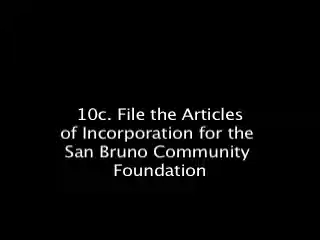 10c. File the Articles
of Incorporation for the
San Bruno Community
Foundation